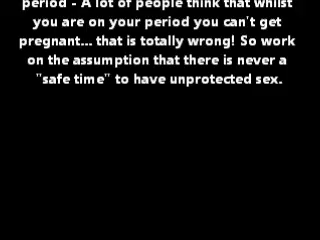 period - A lot of people think that whilst
you are on your period you can't get
pregnant... that is totally wrong! So work
on the assumption that there is never a
"safe time" to have unprotected sex.